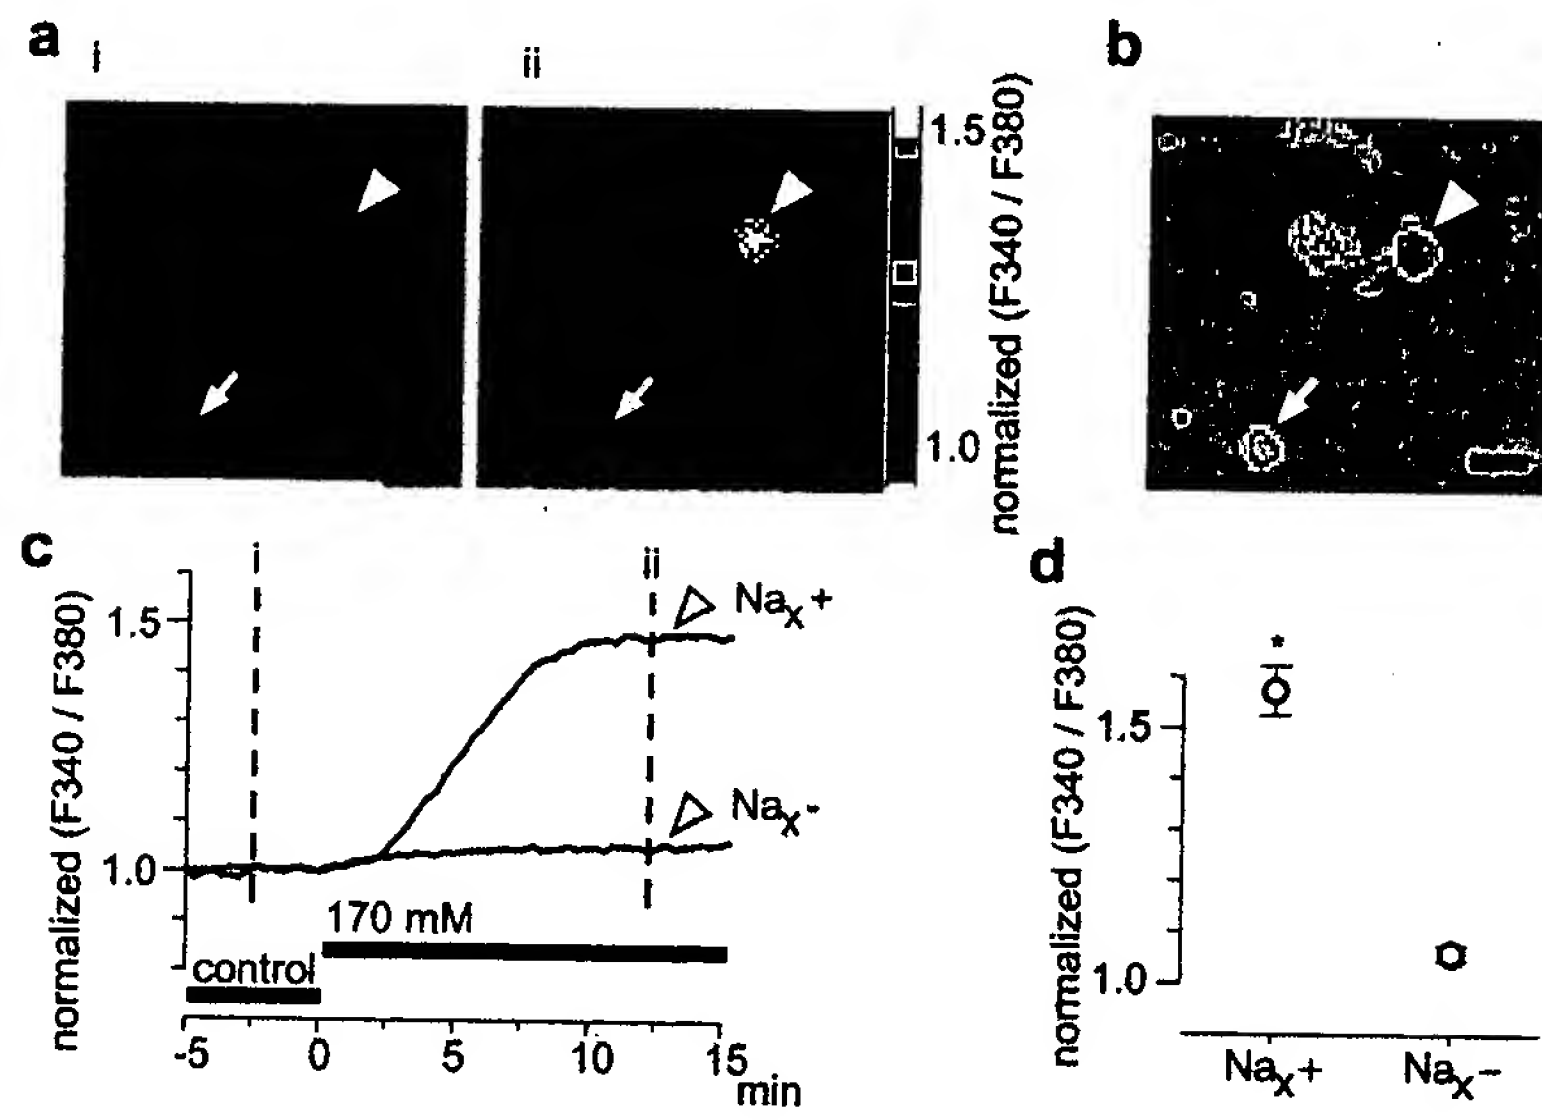 a
i
ii
1.5
1.0
normalized (F340 / F380)
b
c
normalized (F340 / F380)
1.5
1.0
i
ii
Nax+
Nax-
170 mM
control
-5 0 5 10 15
min
d
normalized (F340 / F380)
1.5
1.0
*
Nax+ Nax-